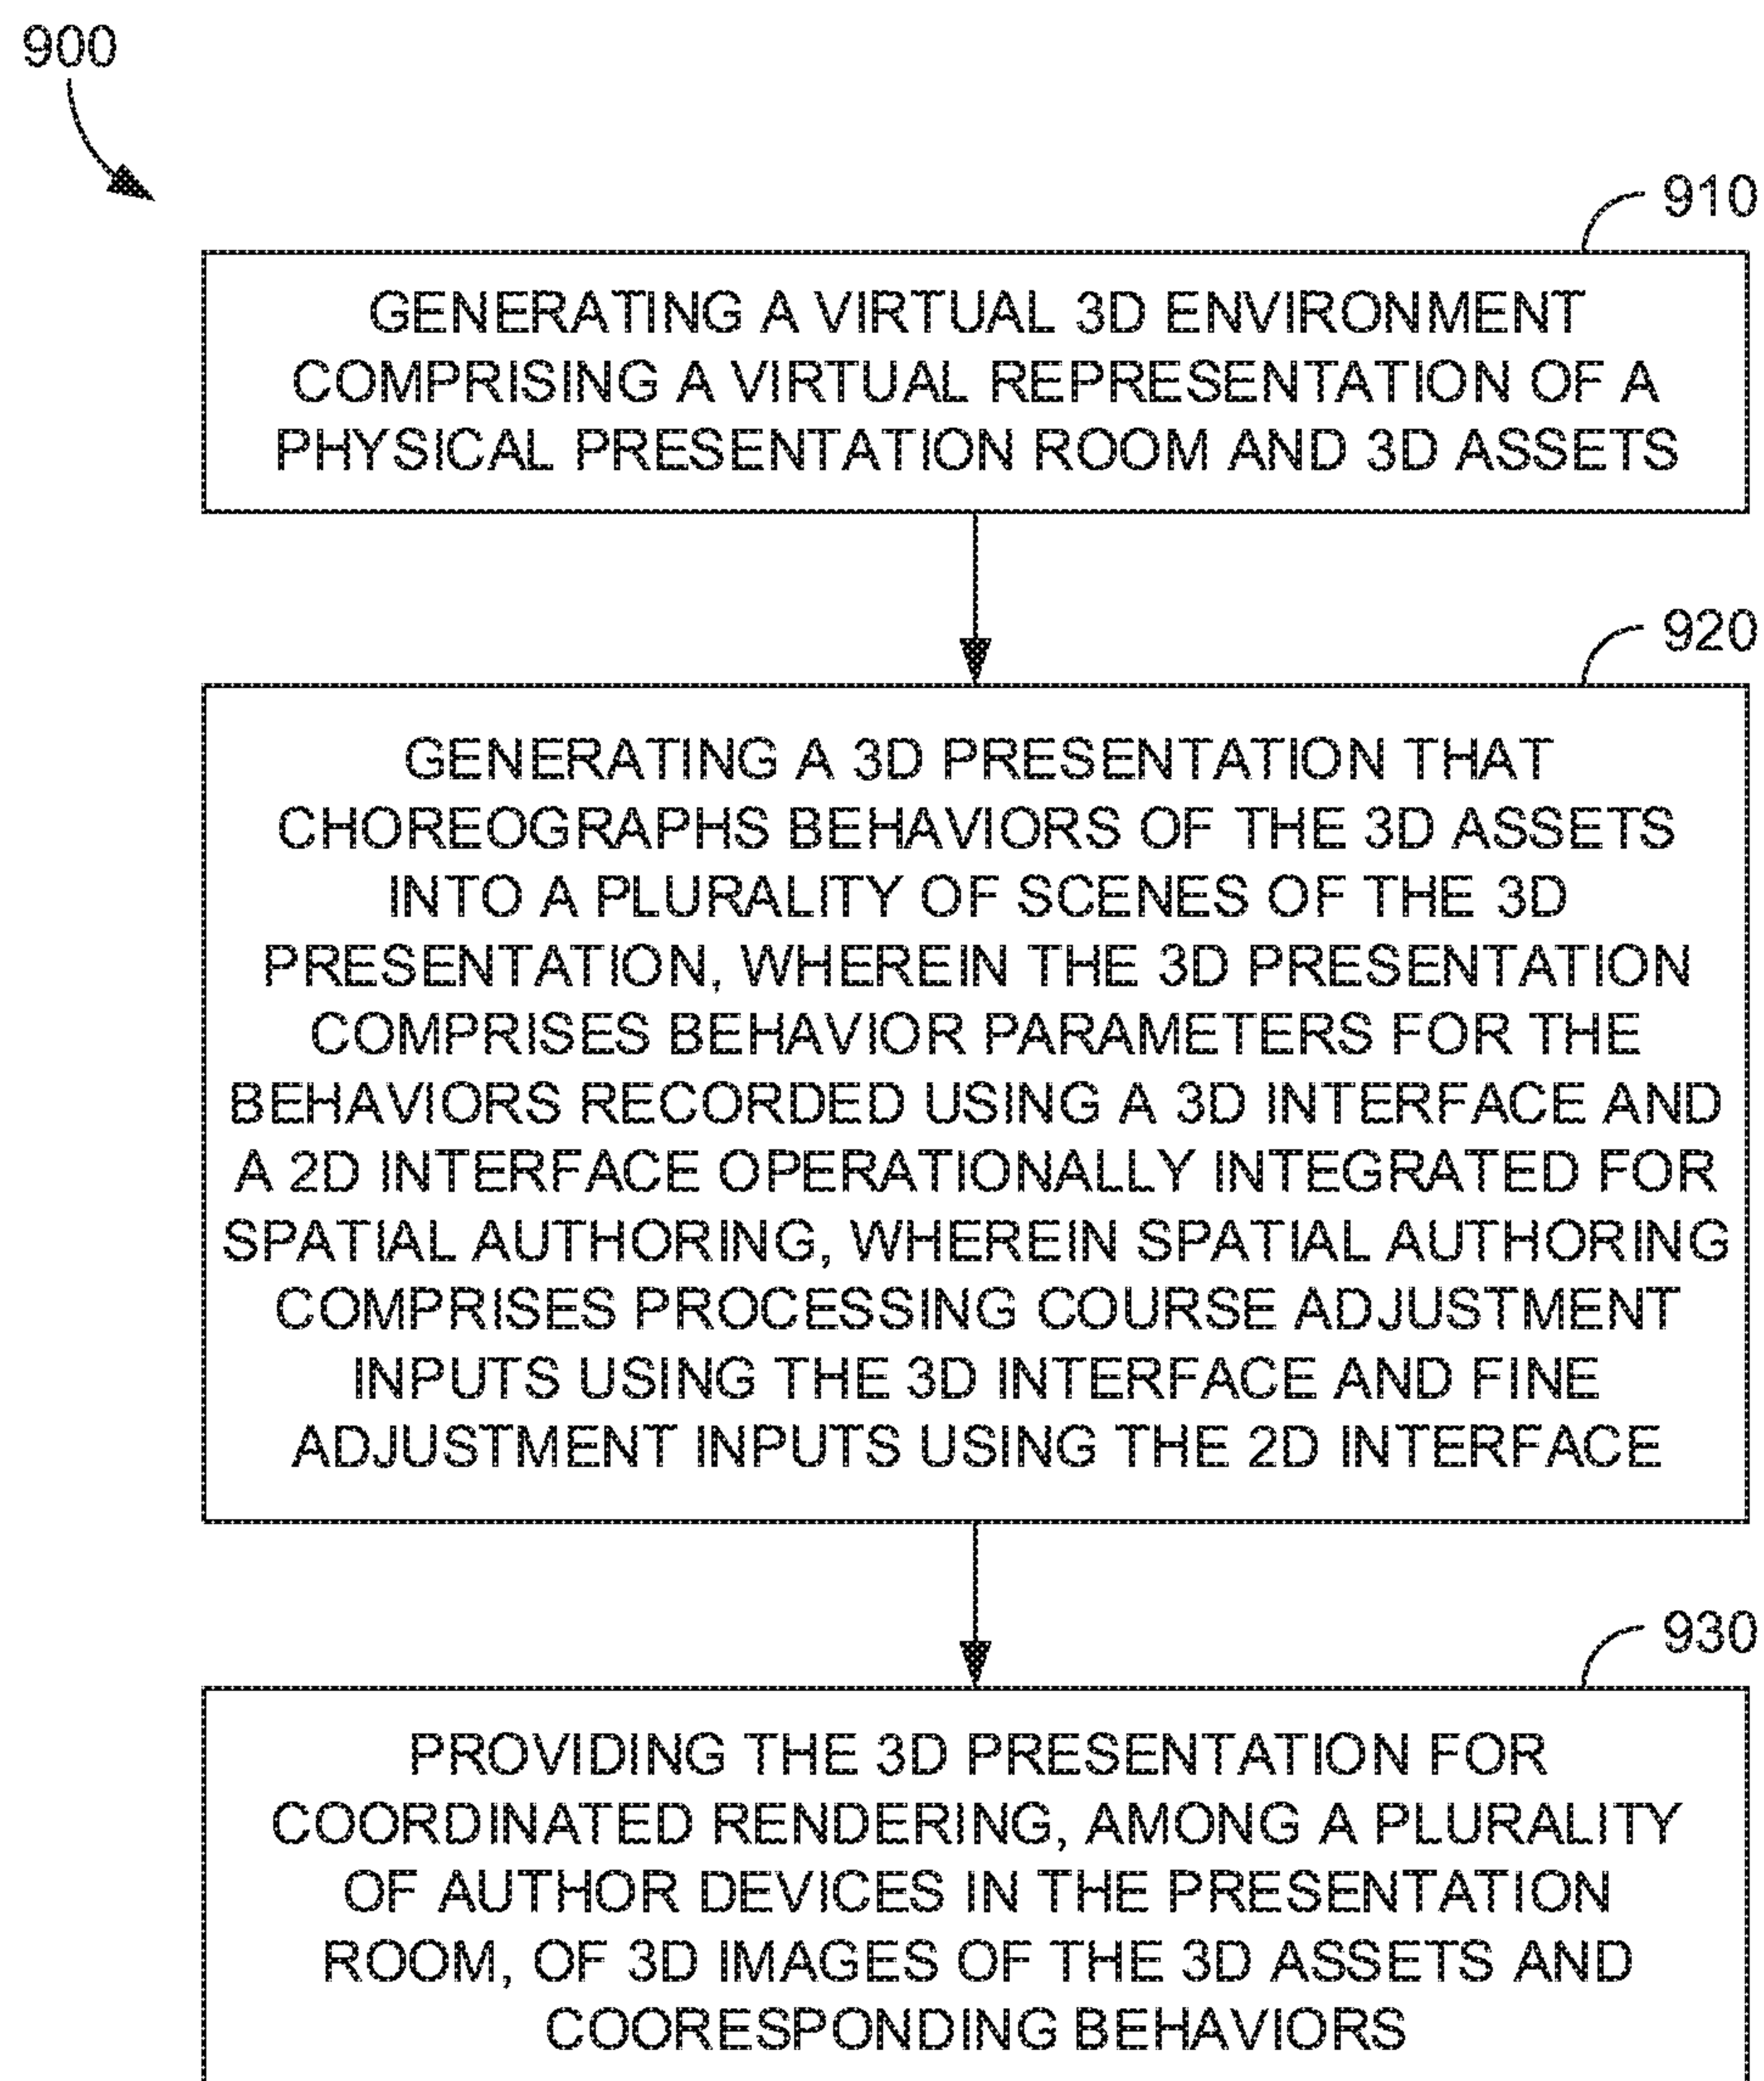 900
910
GENERATING A VIRTUAL 3D ENVIRONMENT
COMPRISING A VIRTUAL REPRESENTATION OF A
PHYSICAL PRESENTATION ROOM AND 3D ASSETS
920
GENERATING A 3D PRESENTATION THAT
CHOREOGRAPHS BEHAVIORS OF THE 3D ASSETS
INTO A PLURALITY OF SCENES OF THE 3D
PRESENTATION, WHEREIN THE 3D PRESENTATION
COMPRISES BEHAVIOR PARAMETERS FOR THE
BEHAVIORS RECORDED USING A 3D INTERFACE AND
A 2D INTERFACE OPERATIONALLY INTEGRATED FOR
SPATIAL AUTHORING, WHEREIN SPATIAL AUTHORING
COMPRISES PROCESSING COURSE ADJUSTMENT
INPUTS USING THE 3D INTERFACE AND FINE
ADJUSTMENT INPUTS USING THE 2D INTERFACE
930
PROVIDING THE 3D PRESENTATION FOR
COORDINATED RENDERING, AMONG A PLURALITY
OF AUTHOR DEVICES IN THE PRESENTATION
ROOM, OF 3D IMAGES OF THE 3D ASSETS AND
COORESPONDING BEHAVIORS